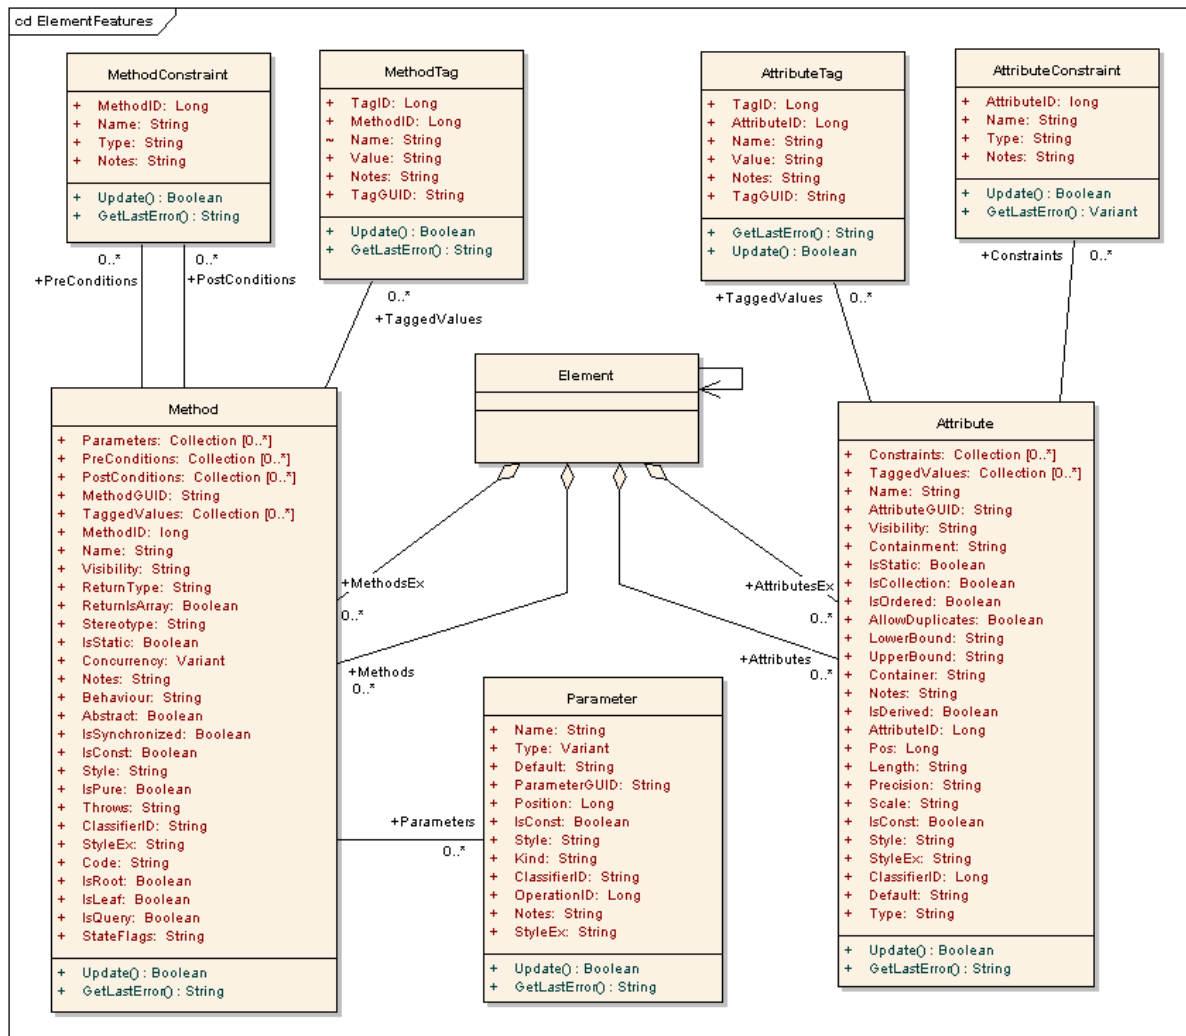 cd ElementFeatures
MethodConstraint
+ MethodID: Long
+ Name: String
+ Type: String
+ Notes: String
+ Update() : Boolean
+ GetLastError() : String
MethodTag
+ TagID: Long
+ MethodID: Long
~ Name: String
+ Value: String
+ Notes: String
+ TagGUID: String
+ Update() : Boolean
+ GetLastError() : String
AttributeTag
+ TagID: Long
+ AttributeID: Long
+ Name: String
+ Value: String
+ Notes: String
+ TagGUID: String
+ GetLastError() : String
+ Update() : Boolean
AttributeConstraint
+ AttributeID: long
+ Name: String
+ Type: String
+ Notes: String
+ Update() : Boolean
+ GetLastError() : Variant
0..*
+PreConditions
0..*
+PostConditions
0..*
+TaggedValues
+TaggedValues
0..*
+Constraints
0..*
Element
Method
+ Parameters: Collection [0..*]
+ PreConditions: Collection [0..*]
+ PostConditions: Collection [0..*]
+ MethodGUID: String
+ TaggedValues: Collection [0..*]
+ MethodID: long
+ Name: String
+ Visibility: String
+ ReturnType: String
+ ReturnIsArray: Boolean
+ Stereotype: String
+ IsStatic: Boolean
+ Concurrency: Variant
+ Notes: String
+ Behaviour: String
+ Abstract: Boolean
+ IsSynchronized: Boolean
+ IsConst: Boolean
+ Style: String
+ IsPure: Boolean
+ Throws: String
+ ClassifierID: String
+ StyleEx: String
+ Code: String
+ IsRoot: Boolean
+ IsLeaf: Boolean
+ IsQuery: Boolean
+ StateFlags: String
+ Update() : Boolean
+ GetLastError() : String
+MethodsEx
0..*
+Methods
0..*
+AttributesEx
0..*
+Attributes
0..*
+Parameters
0..*
Parameter
+ Name: String
+ Type: Variant
+ Default: String
+ ParameterGUID: String
+ Position: Long
+ IsConst: Boolean
+ Style: String
+ Kind: String
+ ClassifierID: String
+ OperationID: Long
+ Notes: String
+ StyleEx: String
+ Update() : Boolean
+ GetLastError() : String
Attribute
+ Constraints: Collection [0..*]
+ TaggedValues: Collection [0..*]
+ Name: String
+ AttributeGUID: String
+ Visibility: String
+ Containment: String
+ IsStatic: Boolean
+ IsCollection: Boolean
+ IsOrdered: Boolean
+ AllowDuplicates: Boolean
+ LowerBound: String
+ UpperBound: String
+ Container: String
+ Notes: String
+ IsDerived: Boolean
+ AttributeID: Long
+ Pos: Long
+ Length: String
+ Precision: String
+ Scale: String
+ IsConst: Boolean
+ Style: String
+ StyleEx: String
+ ClassifierID: Long
+ Default: String
+ Type: String
+ Update() : Boolean
+ GetLastError() : String